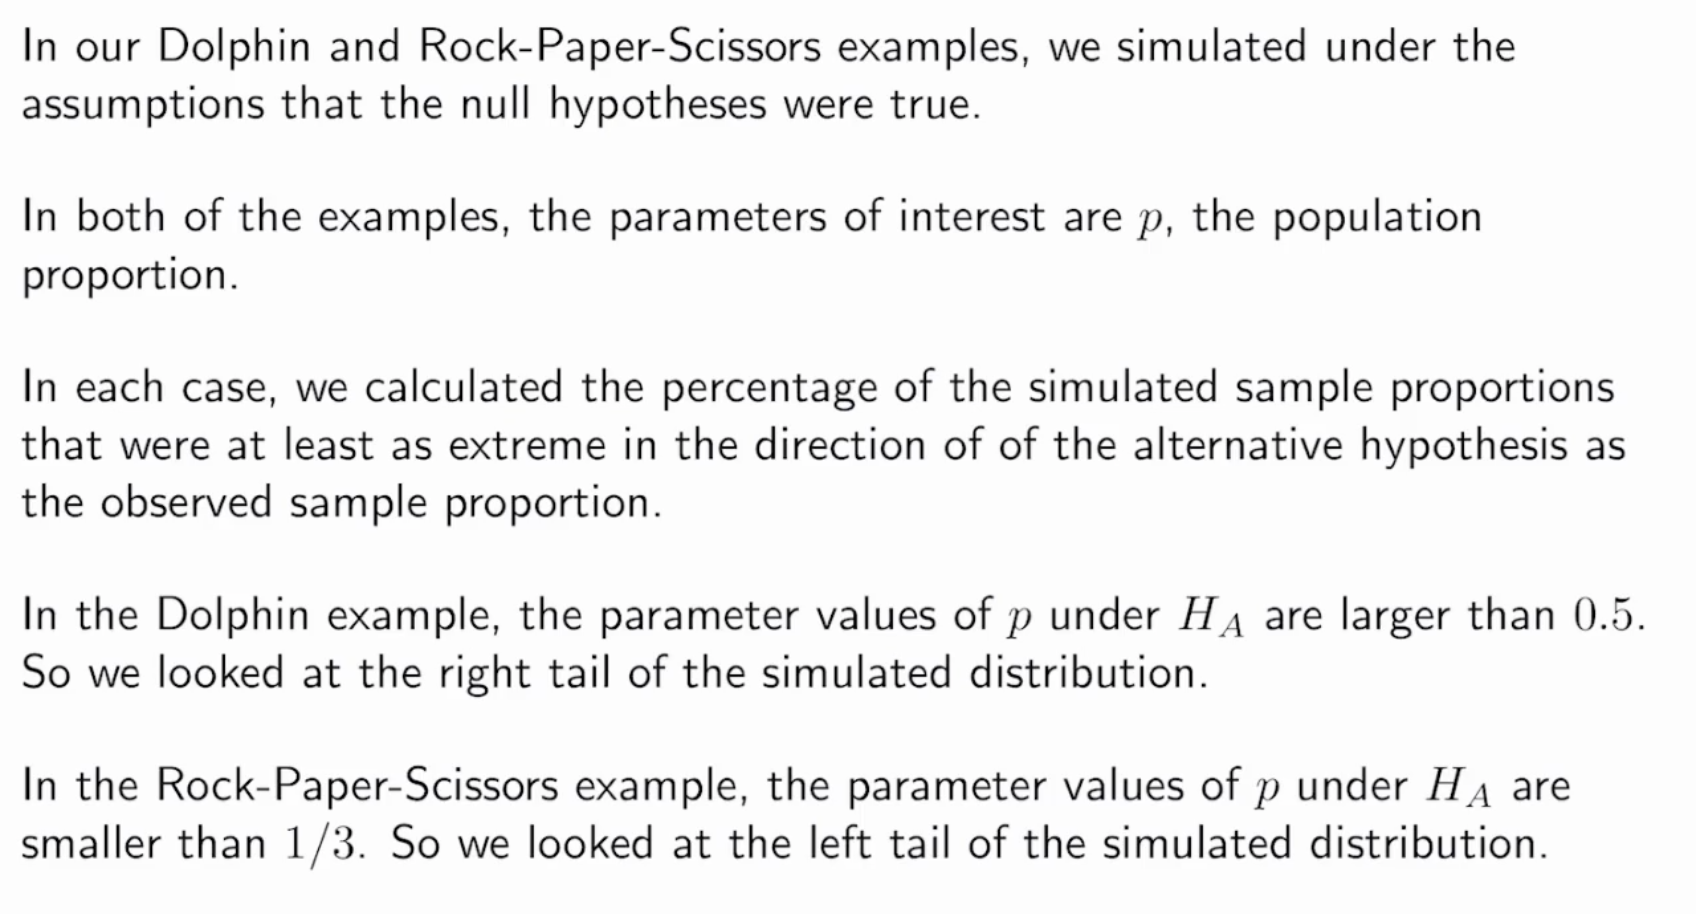 In our Dolphin and Rock-Paper-Scissors examples, we simulated under the
assumptions that the null hypotheses were true.
In both of the examples, the parameters of interest are p, the population
proportion.
In each case, we calculated the percentage of the simulated sample proportions
that were at least as extreme in the direction of of the alternative hypothesis as
the observed sample proportion.
In the Dolphin example, the parameter values of p under H_A are larger than 0.5.
So we looked at the right tail of the simulated distribution.
In the Rock-Paper-Scissors example, the parameter values of p under H_A are
smaller than 1/3. So we looked at the left tail of the simulated distribution.